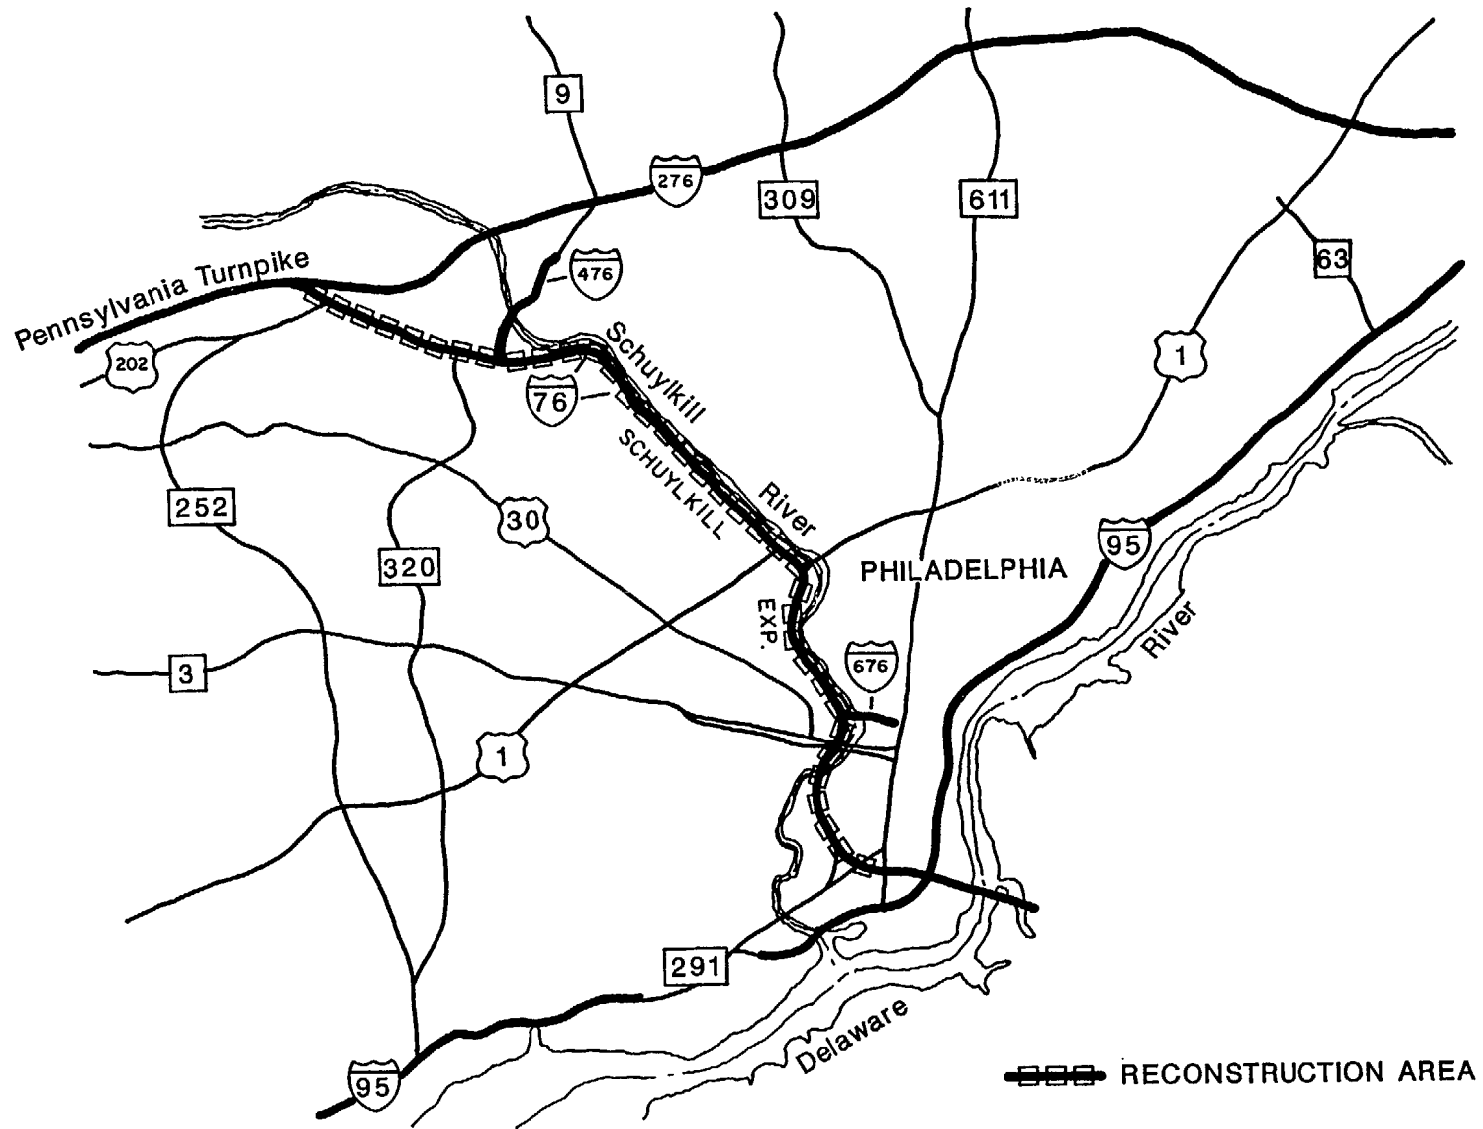 9
276
309
611
476
63
Pennsylvania Turnpike
202
1
76
Schuylkill
River
SCHUYLKILL
EXP.
252
30
95
320
PHILADELPHIA
River
3
676
1
291
Delaware
95
RECONSTRUCTION AREA